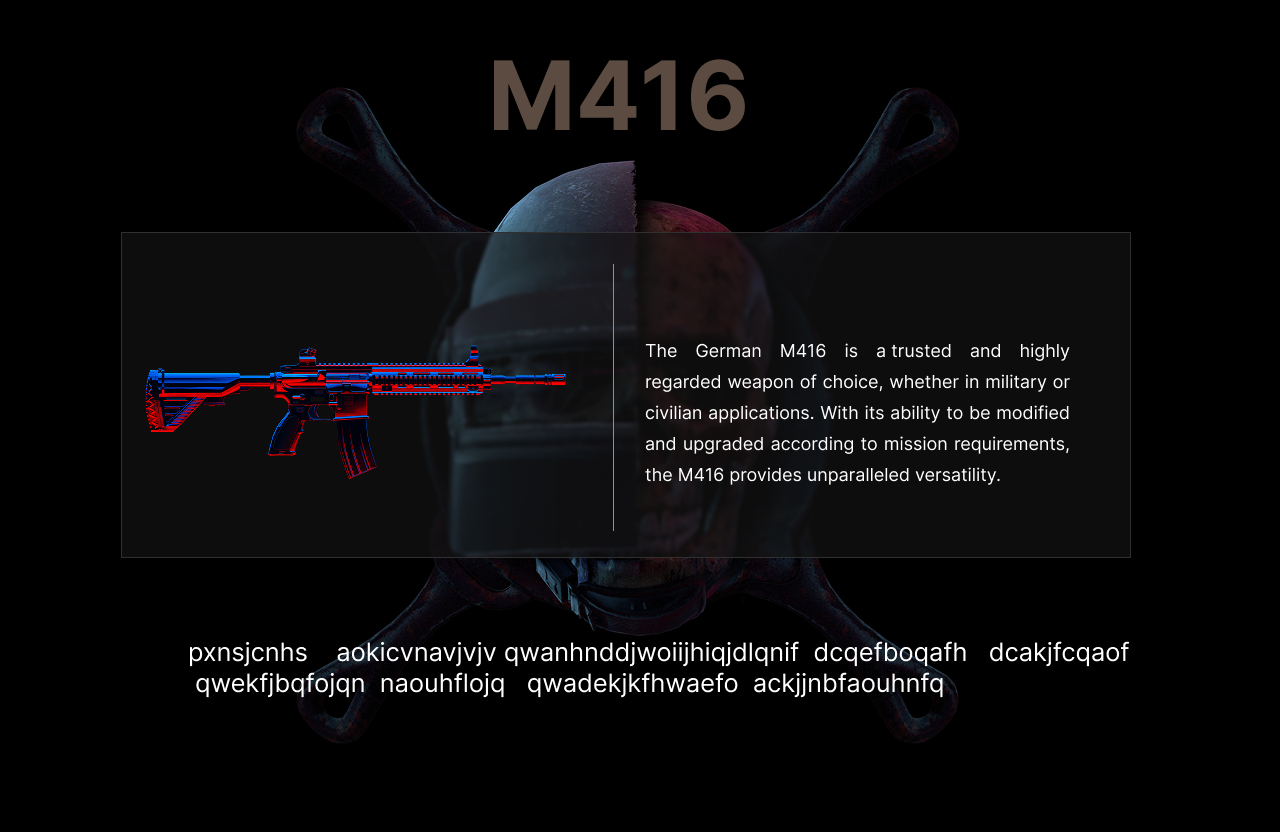 M416
The German M416 is a trusted and highly
regarded weapon of choice, whether in military or
civilian applications. With its ability to be modified
and upgraded according to mission requirements,
the M416 provides unparalleled versatility.
pxnsjcnhs aokicvnavjvjv qwanhnddjwoiijhiqjdlqnif dcqefboqafh dcakjfcqaof
qwekfjbqfojqn naouhflojq qwadekjkfhwaefo ackjjnbfaouhnfq